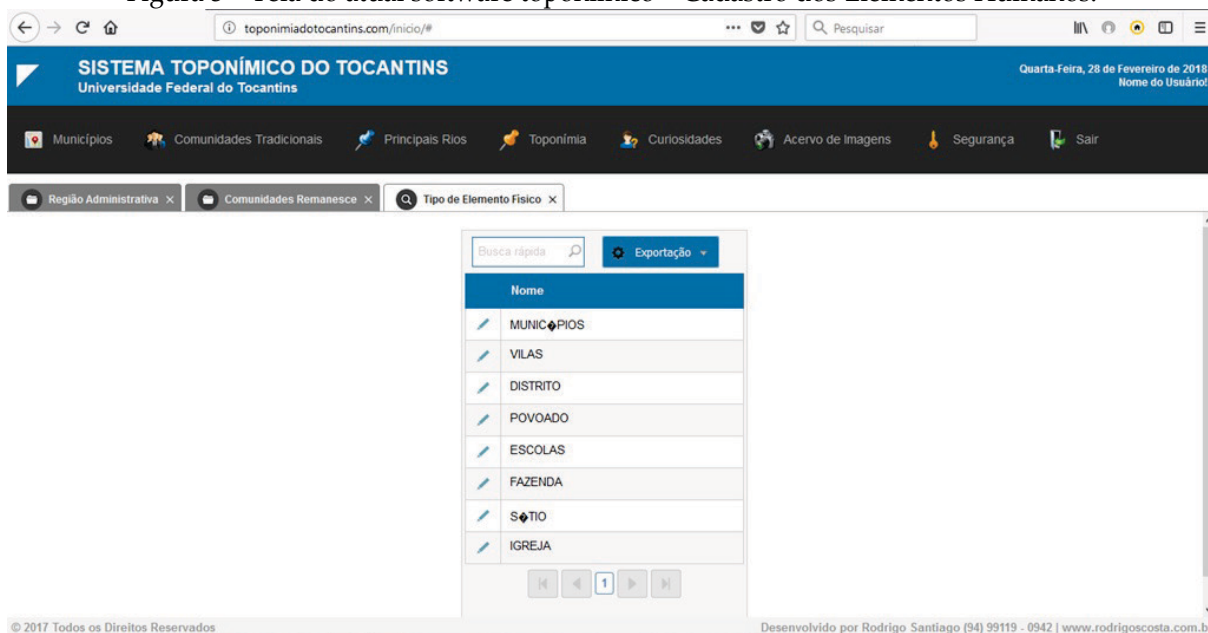 Figura 3 – Tela do atual software toponímico – Cadastro dos Elementos Humanos.
toponimiadotocantins.com/inicio/#
Pesquisar
SISTEMA TOPONÍMICO DO TOCANTINS
Universidade Federal do Tocantins
Quarta-Feira, 28 de Fevereiro de 2018
Nome do Usuário!
Municípios Comunidades Tradicionais Principais Rios Toponímia Curiosidades Acervo de Imagens Segurança Sair
Região Administrativa × Comunidades Remanesce × Tipo de Elemento Físico ×
Busca rápida Exportação
Nome
MUNIC�PIOS
VILAS
DISTRITO
POVOADO
ESCOLAS
FAZENDA
S�TIO
IGREJA
1
© 2017 Todos os Direitos Reservados
Desenvolvido por Rodrigo Santiago (94) 99119 - 0942 | www.rodrigoscosta.com.b